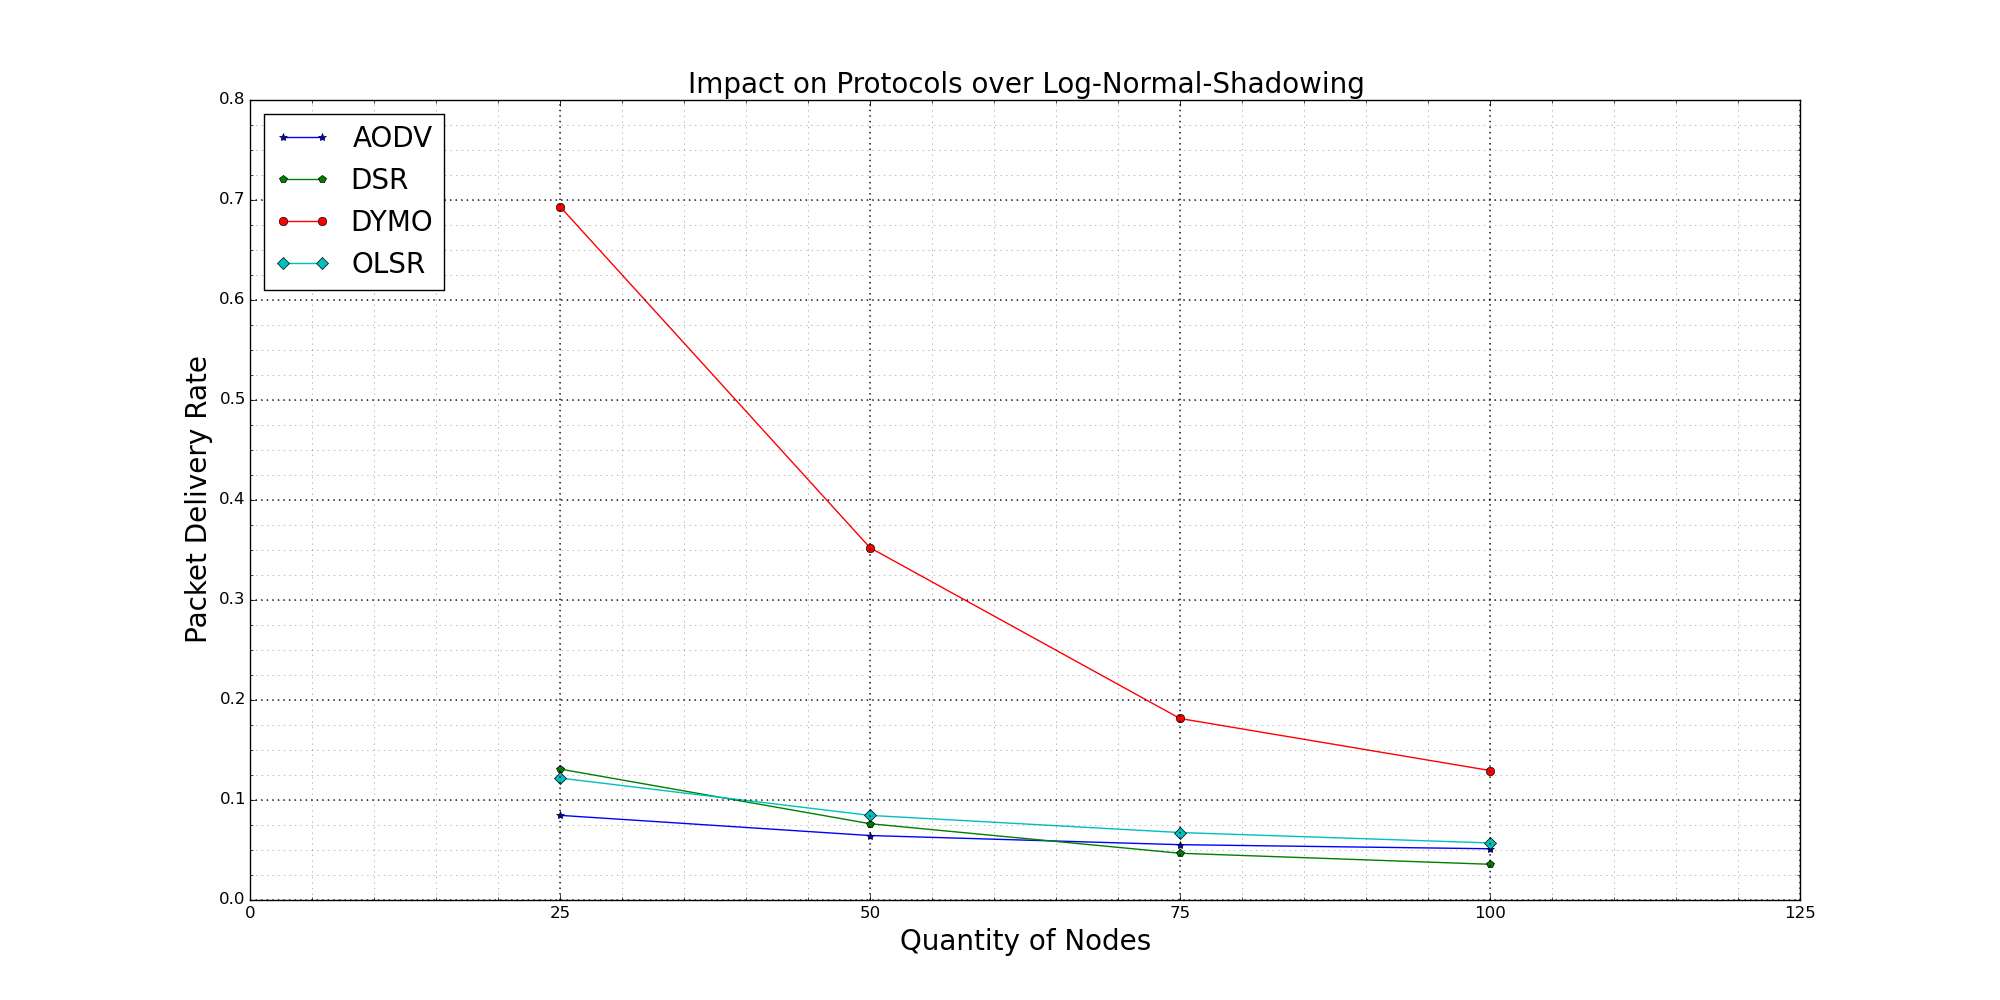 Impact on Protocols over Log-Normal-Shadowing
0.8
0.7
0.6
0.5
0.4
0.3
0.2
0.1
0.0
Packet Delivery Rate
AODV
DSR
DYMO
OLSR
0 25 50 75 100 125
Quantity of Nodes